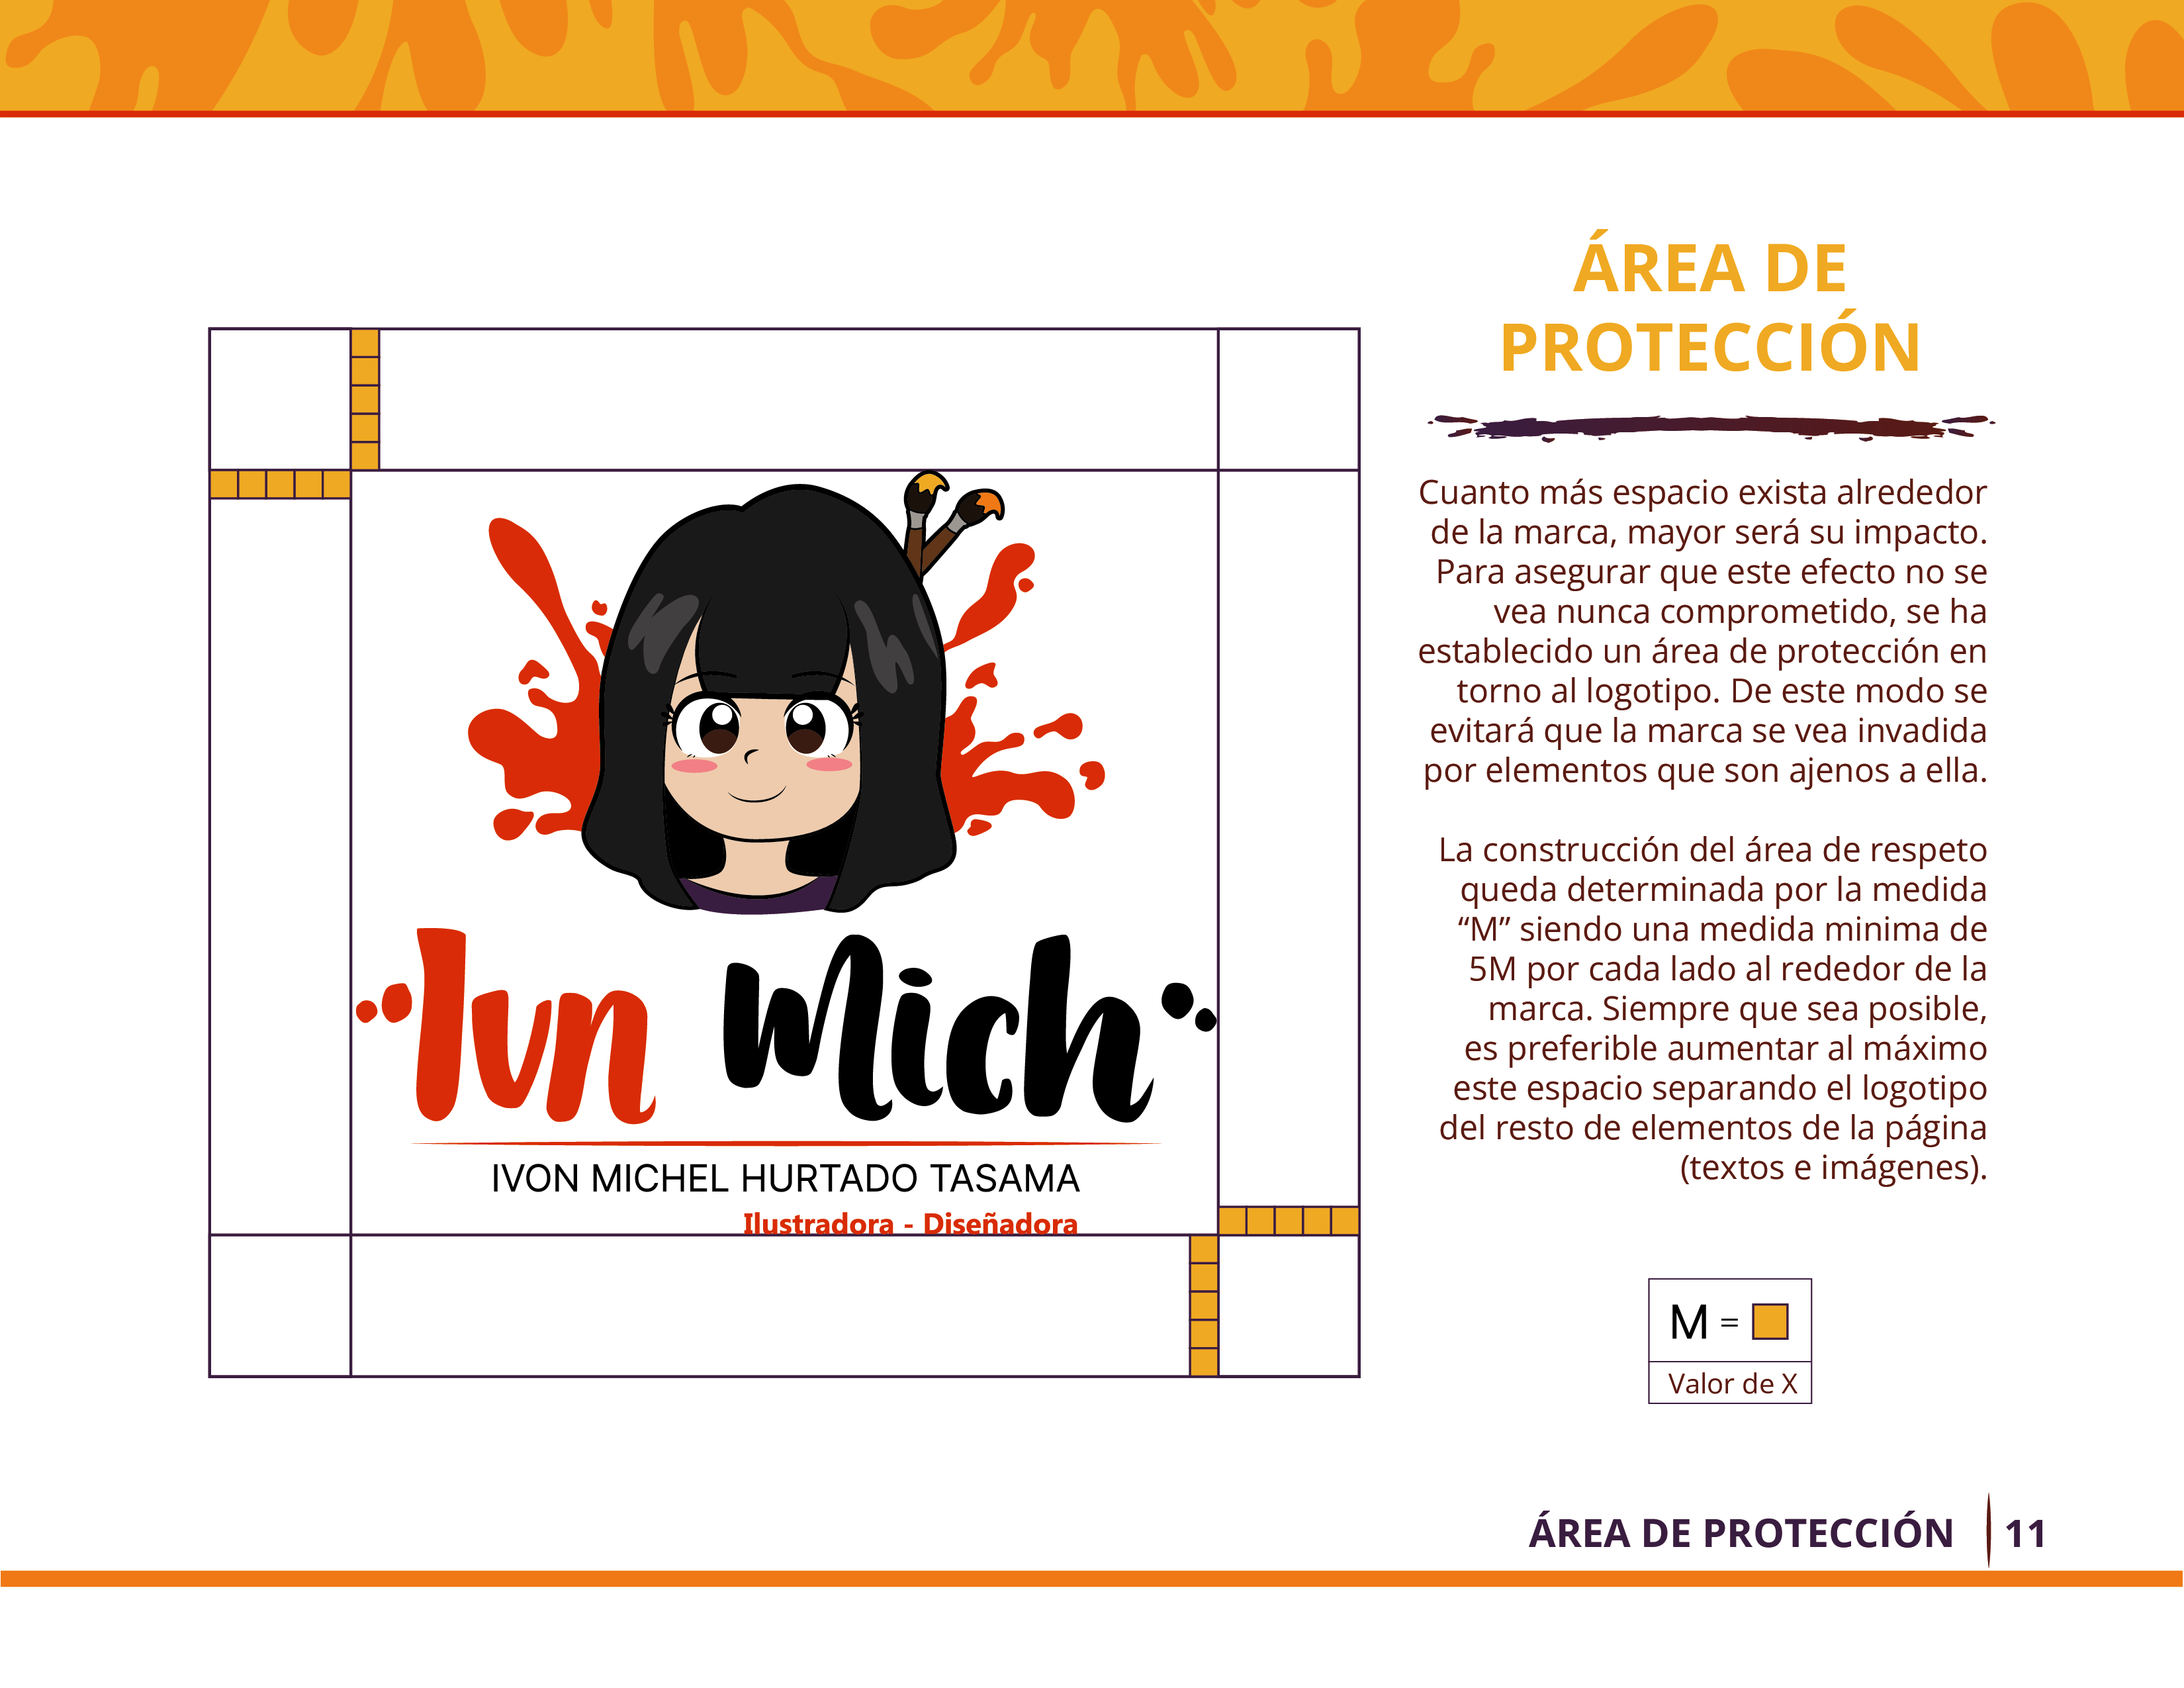 ÁREA DE
PROTECCIÓN
Cuanto más espacio exista alrededor
de la marca, mayor será su impacto.
Para asegurar que este efecto no se
vea nunca comprometido, se ha
establecido un área de protección en
torno al logotipo. De este modo se
evitará que la marca se vea invadida
por elementos que son ajenos a ella.
La construcción del área de respeto
queda determinada por la medida
“M” siendo una medida minima de
5M por cada lado al rededor de la
marca. Siempre que sea posible,
es preferible aumentar al máximo
este espacio separando el logotipo
del resto de elementos de la página
(textos e imágenes).
Ivn Mich
IVON MICHEL HURTADO TASAMA
Ilustradora - Diseñadora
M =
Valor de X
ÁREA DE PROTECCIÓN 11